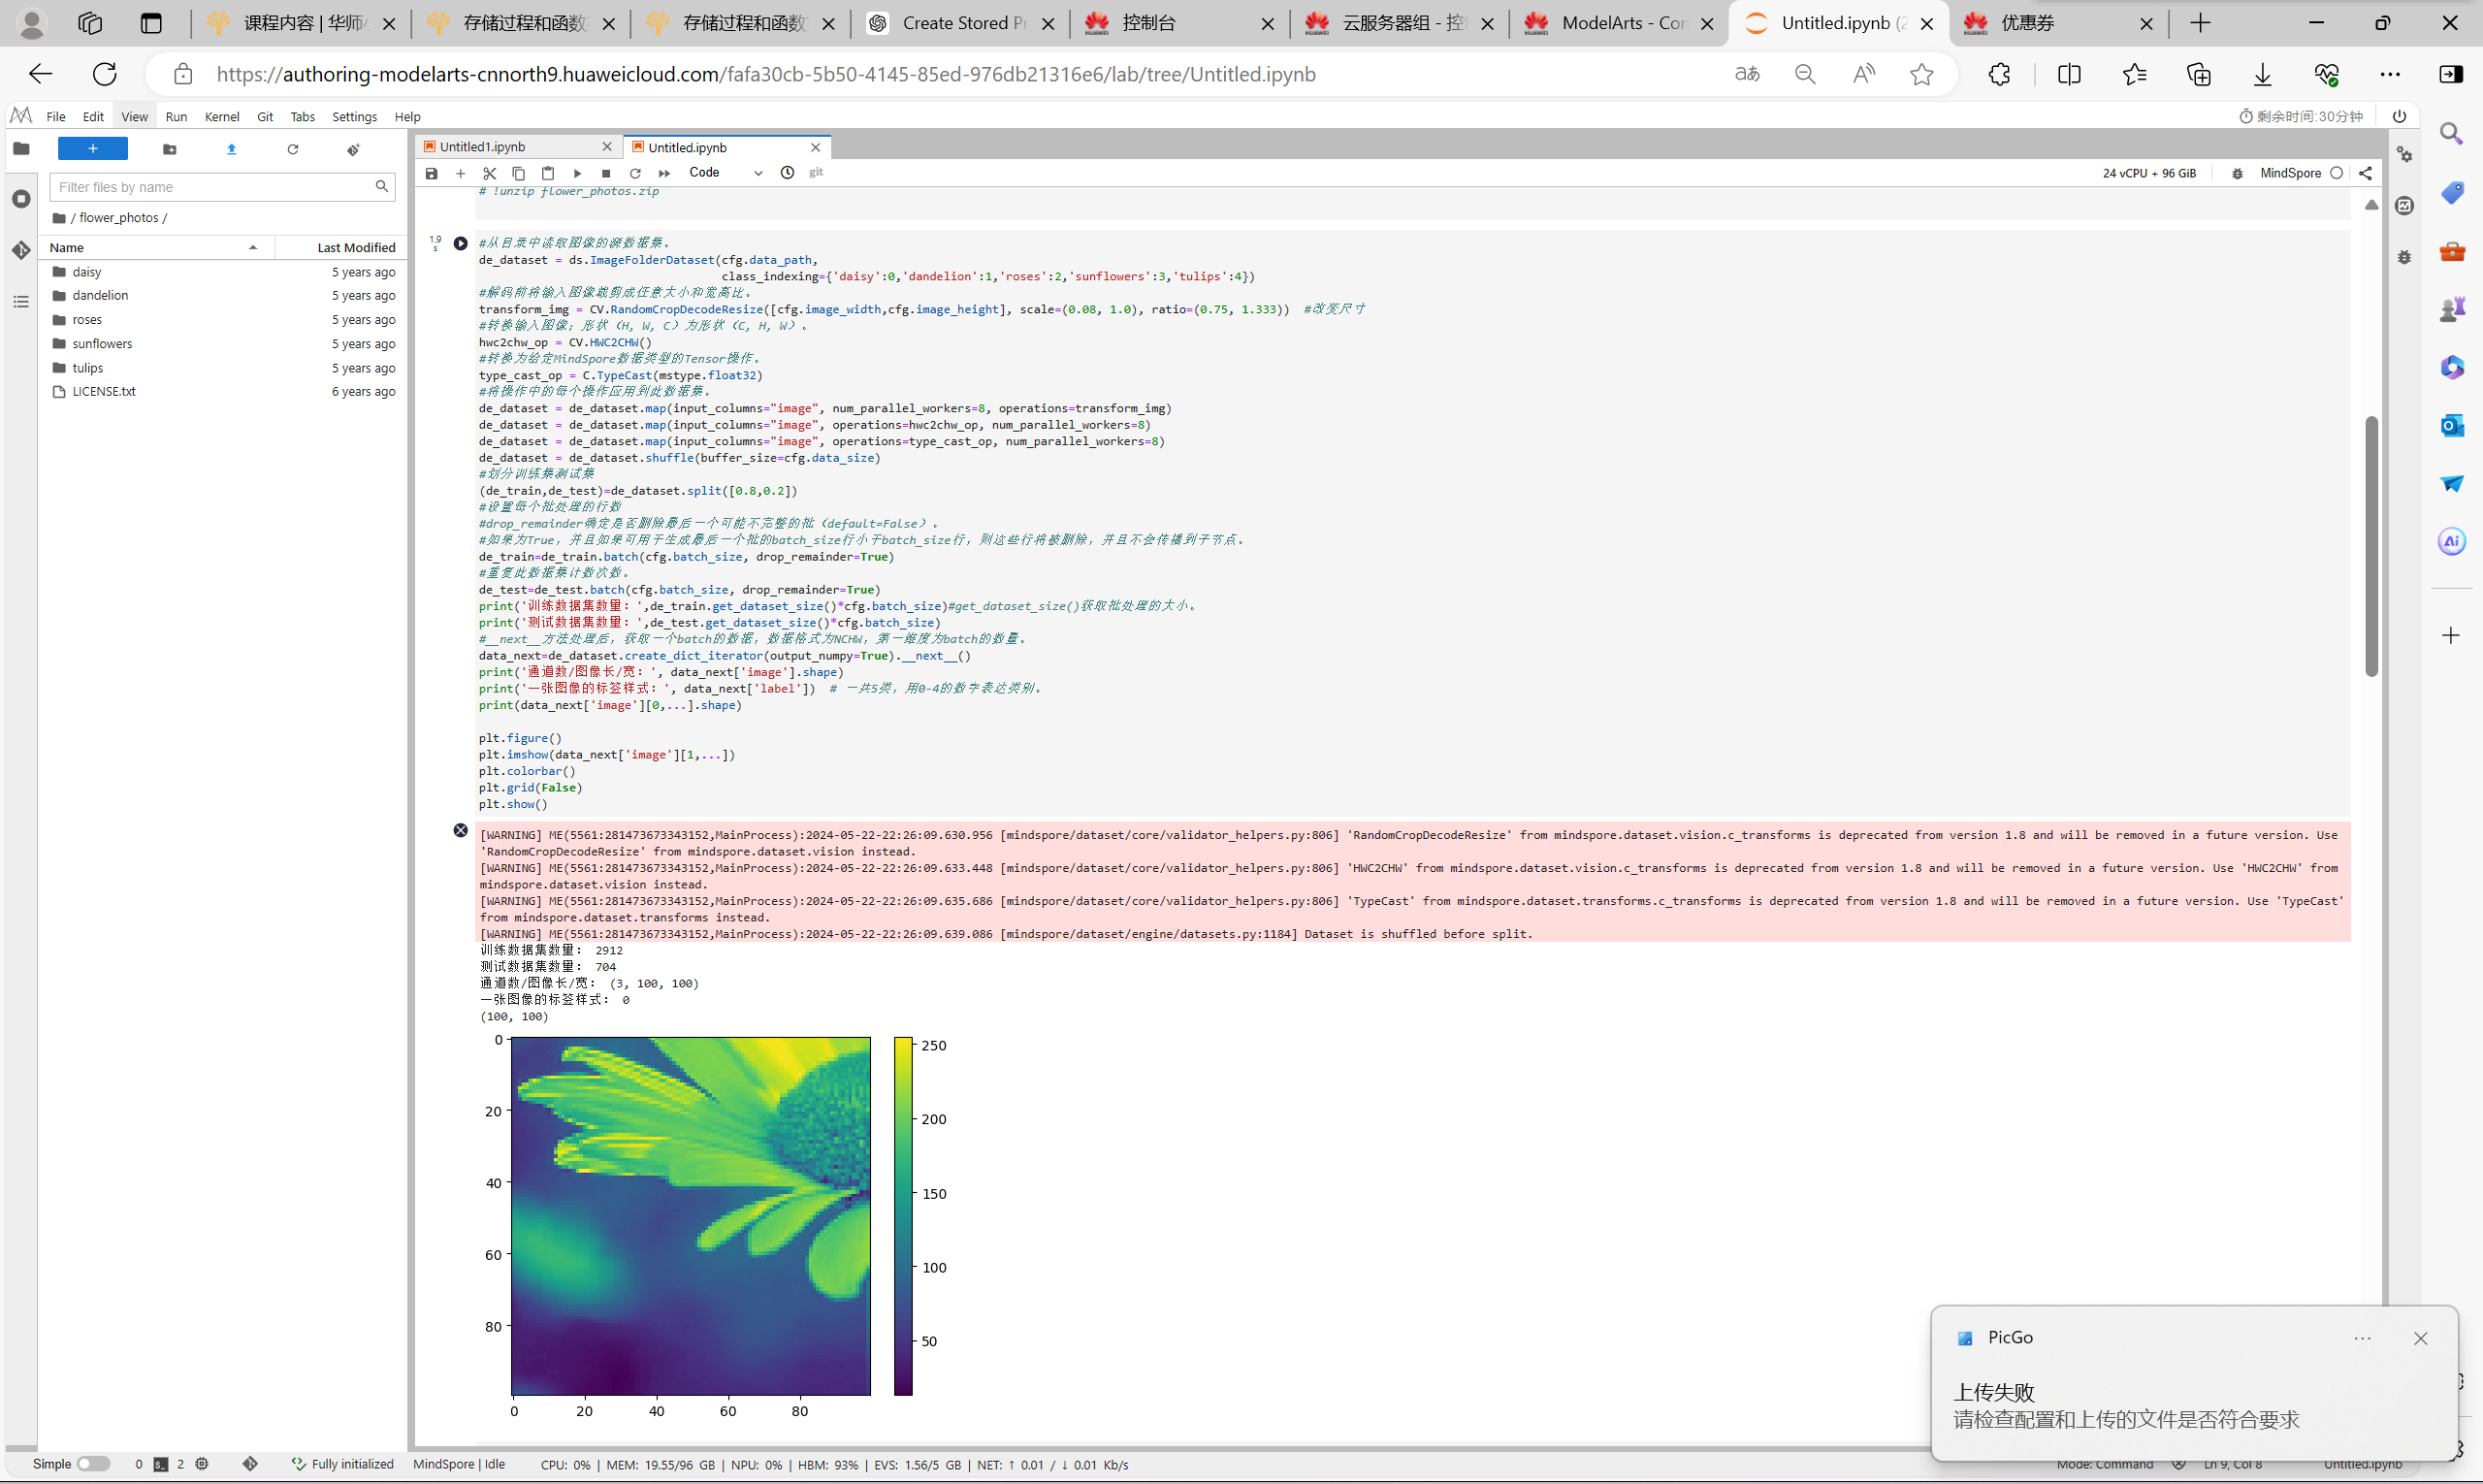 课程内容 | 华师
存储过程和函数
存储过程和函数
Create Stored Pr
控制台
云服务器组 - 控
ModelArts - Cor
Untitled.ipynb (2
优惠券
https://authoring-modelarts-cnnorth9.huaweicloud.com/fafa30cb-5b50-4145-85ed-976db21316e6/lab/tree/Untitled.ipynb
File Edit View Run Kernel Git Tabs Settings Help
剩余时间:30分钟
Untitled1.ipynb
Untitled.ipynb
Code
git
24 vCPU + 96 GiB
MindSpore
Filter files by name
/ flower_photos /
Name Last Modified
daisy 5 years ago
dandelion 5 years ago
roses 5 years ago
sunflowers 5 years ago
tulips 5 years ago
LICENSE.txt 6 years ago
# !unzip flower_photos.zip
1.9
s
#从目录中读取图像的源数据集。
de_dataset = ds.ImageFolderDataset(cfg.data_path,
class_indexing={'daisy':0,'dandelion':1,'roses':2,'sunflowers':3,'tulips':4})
#解码前将输入图像裁剪成任意大小和宽高比。
transform_img = CV.RandomCropDecodeResize([cfg.image_width,cfg.image_height], scale=(0.08, 1.0), ratio=(0.75, 1.333))  #改变尺寸
#转换输入图像；形状（H, W, C）为形状（C, H, W）。
hwc2chw_op = CV.HWC2CHW()
#转换为给定MindSpore数据类型的Tensor操作。
type_cast_op = C.TypeCast(mstype.float32)
#将操作中的每个操作应用到此数据集。
de_dataset = de_dataset.map(input_columns="image", num_parallel_workers=8, operations=transform_img)
de_dataset = de_dataset.map(input_columns="image", operations=hwc2chw_op, num_parallel_workers=8)
de_dataset = de_dataset.map(input_columns="image", operations=type_cast_op, num_parallel_workers=8)
de_dataset = de_dataset.shuffle(buffer_size=cfg.data_size)
#划分训练集测试集
(de_train,de_test)=de_dataset.split([0.8,0.2])
#设置每个批处理的行数
#drop_remainder确定是否删除最后一个可能不完整的批（default=False）。
#如果为True，并且如果可用于生成最后一个批的batch_size行小于batch_size行，则这些行将被删除，并且不会传播到子节点。
de_train=de_train.batch(cfg.batch_size, drop_remainder=True)
#重复此数据集计数次数。
de_test=de_test.batch(cfg.batch_size, drop_remainder=True)
print('训练数据集数量：',de_train.get_dataset_size()*cfg.batch_size)#get_dataset_size()获取批处理的大小。
print('测试数据集数量：',de_test.get_dataset_size()*cfg.batch_size)
#__next__方法处理后，获取一个batch的数据，数据格式为NCHW，第一维度为batch的数量。
data_next=de_dataset.create_dict_iterator(output_numpy=True).__next__()
print('通道数/图像长/宽：', data_next['image'].shape)
print('一张图像的标签样式：', data_next['label'])  # 一共5类，用0-4的数字表达类别。
print(data_next['image'][0,...].shape)
plt.figure()
plt.imshow(data_next['image'][1,...])
plt.colorbar()
plt.grid(False)
plt.show()
[WARNING] ME(5561:281473673343152,MainProcess):2024-05-22-22:26:09.630.956 [mindspore/dataset/core/validator_helpers.py:806] 'RandomCropDecodeResize' from mindspore.dataset.vision.c_transforms is deprecated from version 1.8 and will be removed in a future version. Use
'RandomCropDecodeResize' from mindspore.dataset.vision instead.
[WARNING] ME(5561:281473673343152,MainProcess):2024-05-22-22:26:09.633.448 [mindspore/dataset/core/validator_helpers.py:806] 'HWC2CHW' from mindspore.dataset.vision.c_transforms is deprecated from version 1.8 and will be removed in a future version. Use 'HWC2CHW' from
mindspore.dataset.vision instead.
[WARNING] ME(5561:281473673343152,MainProcess):2024-05-22-22:26:09.635.686 [mindspore/dataset/core/validator_helpers.py:806] 'TypeCast' from mindspore.dataset.transforms.c_transforms is deprecated from version 1.8 and will be removed in a future version. Use 'TypeCast'
from mindspore.dataset.transforms instead.
[WARNING] ME(5561:281473673343152,MainProcess):2024-05-22-22:26:09.639.086 [mindspore/dataset/engine/datasets.py:1184] Dataset is shuffled before split.
训练数据集数量： 2912
测试数据集数量： 704
通道数/图像长/宽： (3, 100, 100)
一张图像的标签样式： 0
(100, 100)
0
20
40
60
80
0 20 40 60 80
250
200
150
100
50
PicGo
上传失败
请检查配置和上传的文件是否符合要求
Simple 0 2 Fully initialized MindSpore | Idle CPU: 0% | MEM: 19.55/96 GB | NPU: 0% | HBM: 93% | EVS: 1.56/5 GB | NET: ↑ 0.01 / ↓ 0.01 Kb/s
Mode: Command Ln 9, Col 8 Untitled.ipynb